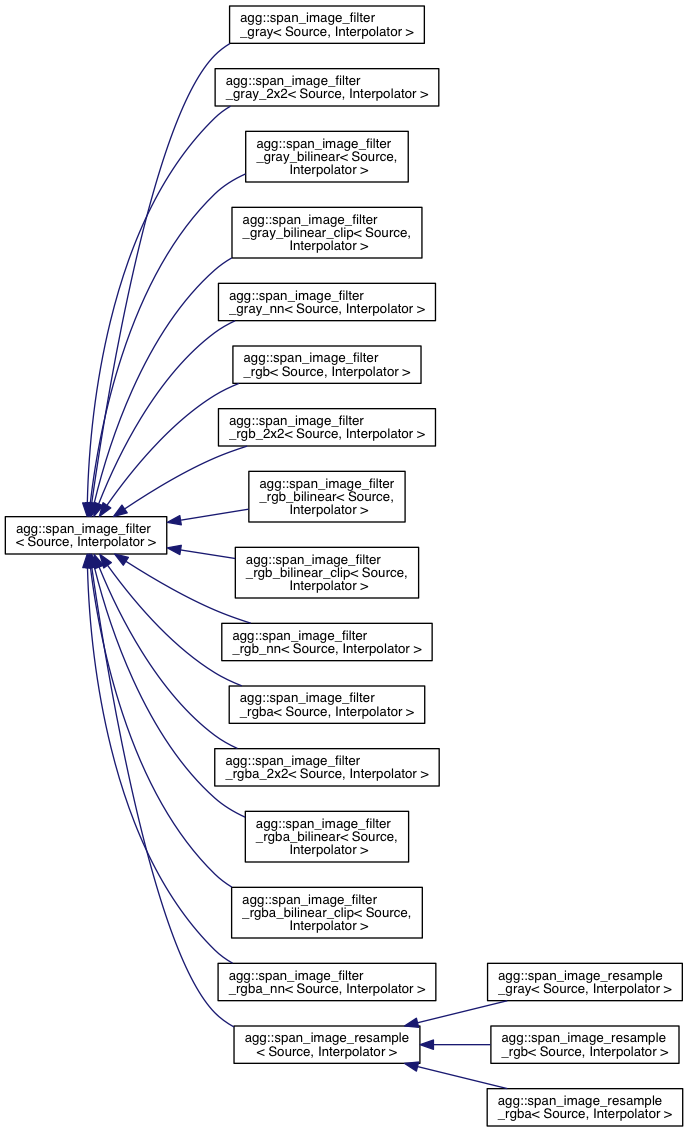 agg::span_image_filter
_gray< Source, Interpolator >
agg::span_image_filter
_gray_2x2< Source, Interpolator >
agg::span_image_filter
_gray_bilinear< Source,
Interpolator >
agg::span_image_filter
_gray_bilinear_clip< Source,
Interpolator >
agg::span_image_filter
_gray_nn< Source, Interpolator >
agg::span_image_filter
_rgb< Source, Interpolator >
agg::span_image_filter
_rgb_2x2< Source, Interpolator >
agg::span_image_filter
_rgb_bilinear< Source,
Interpolator >
agg::span_image_filter
< Source, Interpolator >
agg::span_image_filter
_rgb_bilinear_clip< Source,
Interpolator >
agg::span_image_filter
_rgb_nn< Source, Interpolator >
agg::span_image_filter
_rgba< Source, Interpolator >
agg::span_image_filter
_rgba_2x2< Source, Interpolator >
agg::span_image_filter
_rgba_bilinear< Source,
Interpolator >
agg::span_image_filter
_rgba_bilinear_clip< Source,
Interpolator >
agg::span_image_filter
_rgba_nn< Source, Interpolator >
agg::span_image_resample
< Source, Interpolator >
agg::span_image_resample
_gray< Source, Interpolator >
agg::span_image_resample
_rgb< Source, Interpolator >
agg::span_image_resample
_rgba< Source, Interpolator >